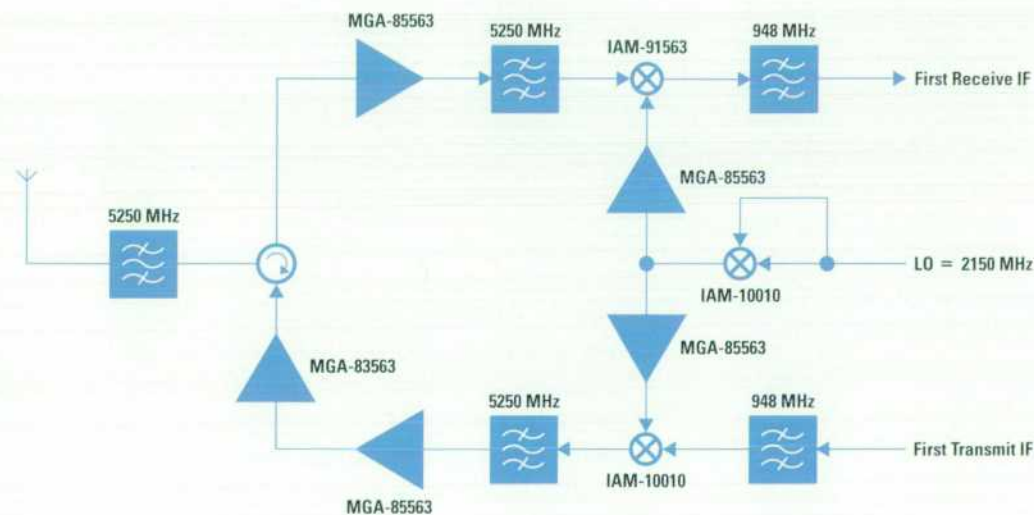 MGA-85563
5250 MHz
IAM-91563
948 MHz
First Receive IF
MGA-85563
5250 MHz
LO = 2150 MHz
IAM-10010
MGA-85563
MGA-83563
5250 MHz
948 MHz
First Transmit IF
IAM-10010
MGA-85563